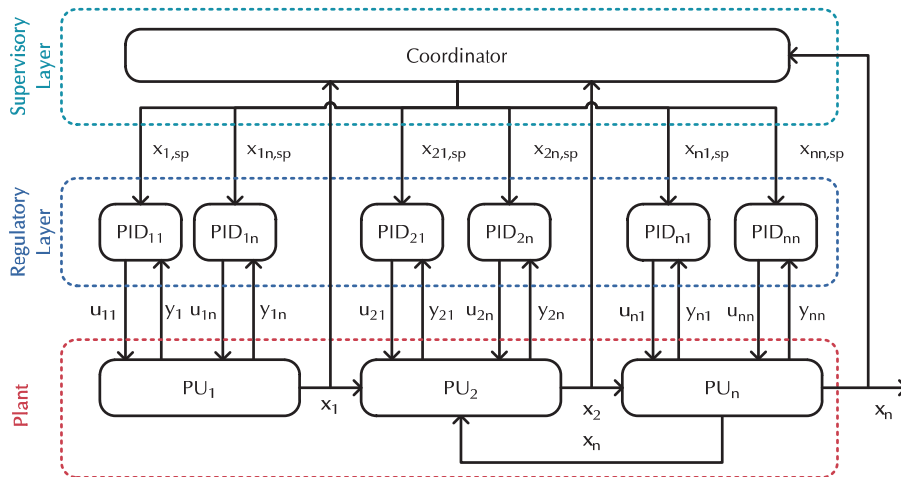 Supervisory
Layer
Coordinator
x1,sp
x1n,sp
x21,sp
x2n,sp
xn1,sp
xnn,sp
Regulatory
Layer
PID11
PID1n
PID21
PID2n
PIDn1
PIDnn
u11
y1
u1n
y1n
u21
y21
u2n
y2n
un1
yn1
unn
ynn
Plant
PU1
x1
PU2
x2
PUn
xn
xn